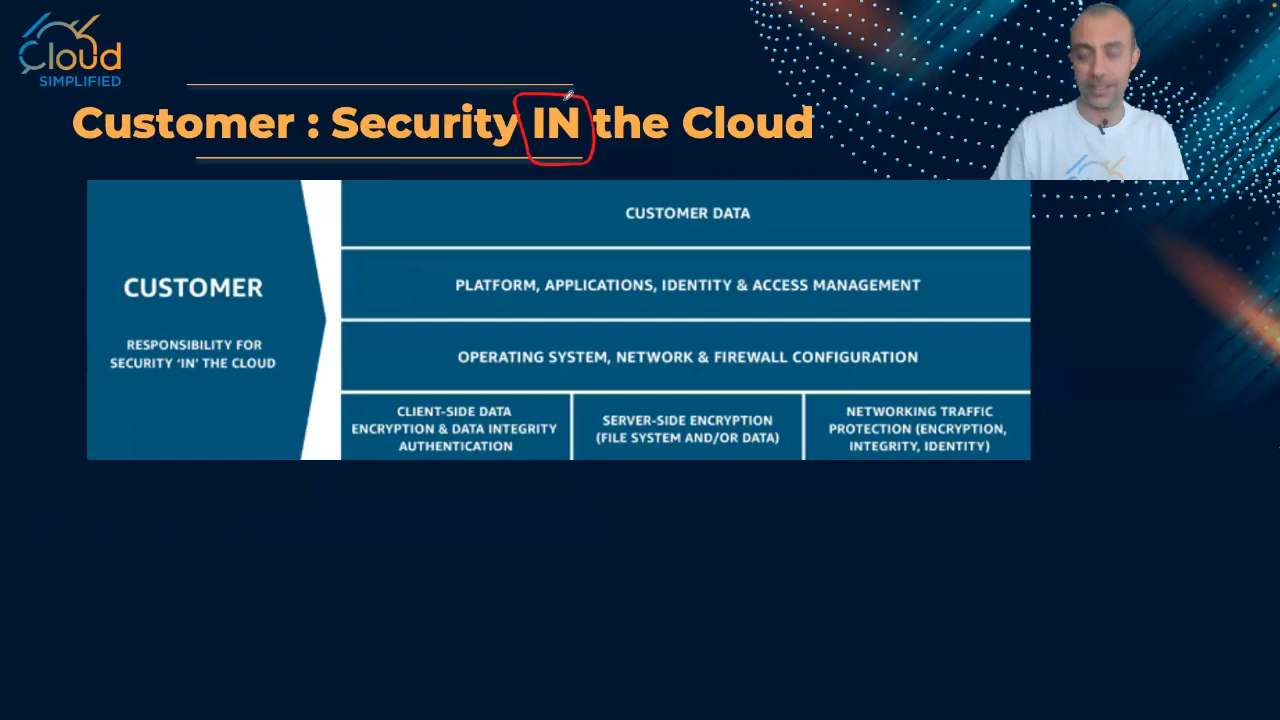 Cloud
SIMPLIFIED
Customer : Security IN the Cloud
CUSTOMER
RESPONSIBILITY FOR
SECURITY ‘IN’ THE CLOUD
CUSTOMER DATA
PLATFORM, APPLICATIONS, IDENTITY & ACCESS MANAGEMENT
OPERATING SYSTEM, NETWORK & FIREWALL CONFIGURATION
CLIENT-SIDE DATA
ENCRYPTION & DATA INTEGRITY
AUTHENTICATION
SERVER-SIDE ENCRYPTION
(FILE SYSTEM AND/OR DATA)
NETWORKING TRAFFIC
PROTECTION (ENCRYPTION,
INTEGRITY, IDENTITY)